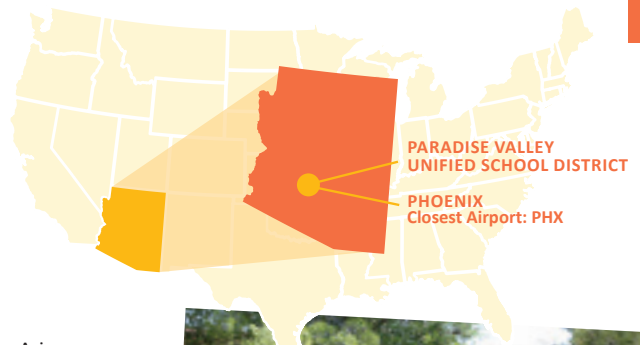 PARADISE VALLEY
UNIFIED SCHOOL DISTRICT
PHOENIX
Closest Airport: PHX